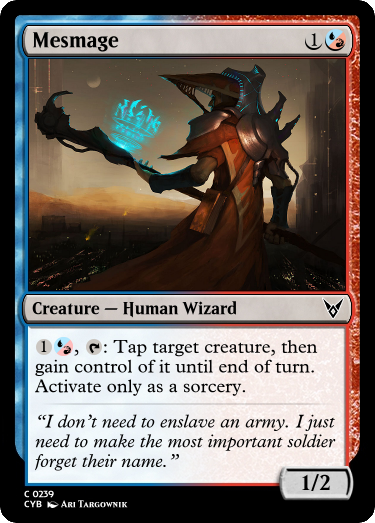 Mesmage 1
Creature — Human Wizard
1, : Tap target creature, then
gain control of it until end of turn.
Activate only as a sorcery.
“I don’t need to enslave an army. I just
need to make the most important soldier
forget their name.”
1/2
C 0239
CYB Ari Targownik